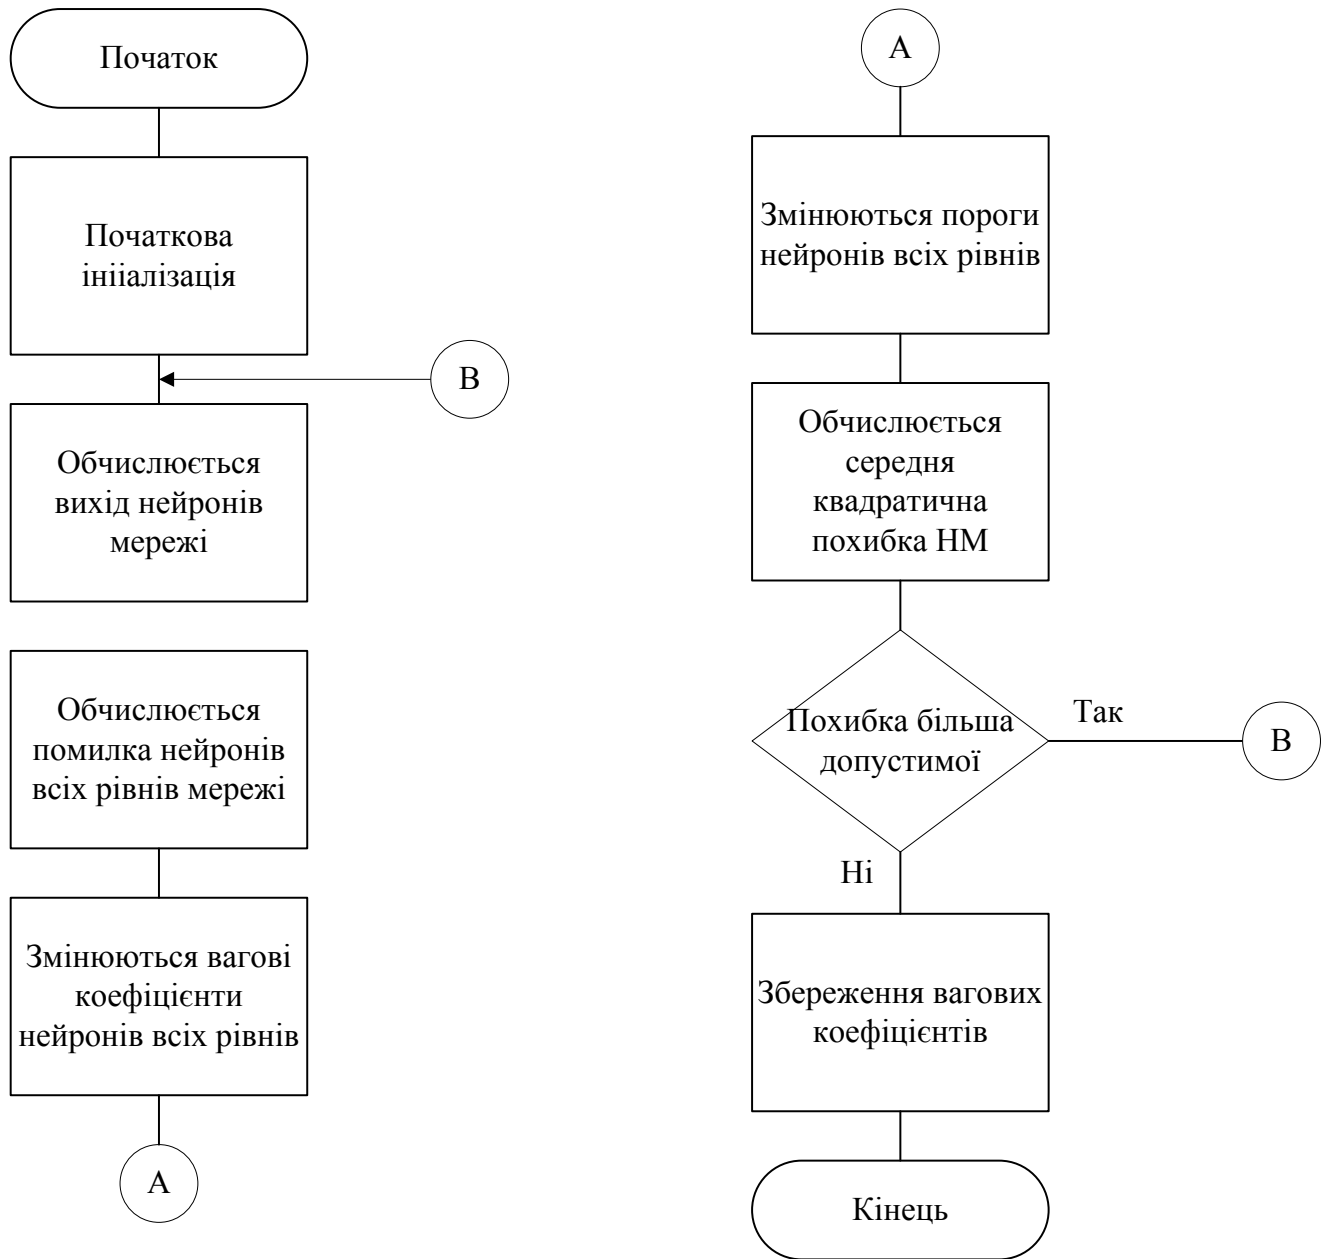 Початок
Початкова
інііалізація
В
Обчислюється
вихід нейронів
мережі
Обчислюється
помилка нейронів
всіх рівнів мережі
Змінюються вагові
коефіцієнти
нейронів всіх рівнів
А
А
Змінюються пороги
нейронів всіх рівнів
Обчислюється
середня
квадратична
похибка НМ
Похибка більша
допустимої
Так
В
Ні
Збереження вагових
коефіцієнтів
Кінець